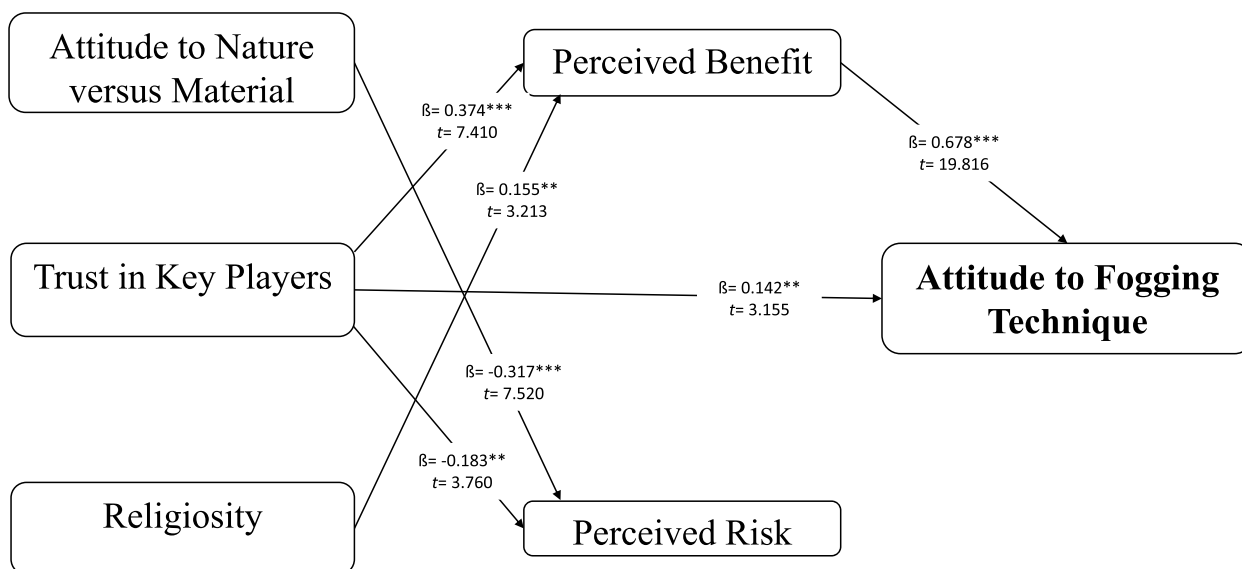 Attitude to Nature
versus Material
Perceived Benefit
ß= 0.374***
t= 7.410
ß= 0.678***
t= 19.816
ß= 0.155**
t= 3.213
Trust in Key Players
ß= 0.142**
t= 3.155
Attitude to Fogging
Technique
ß= -0.317***
t= 7.520
ß= -0.183**
t= 3.760
Religiosity
Perceived Risk